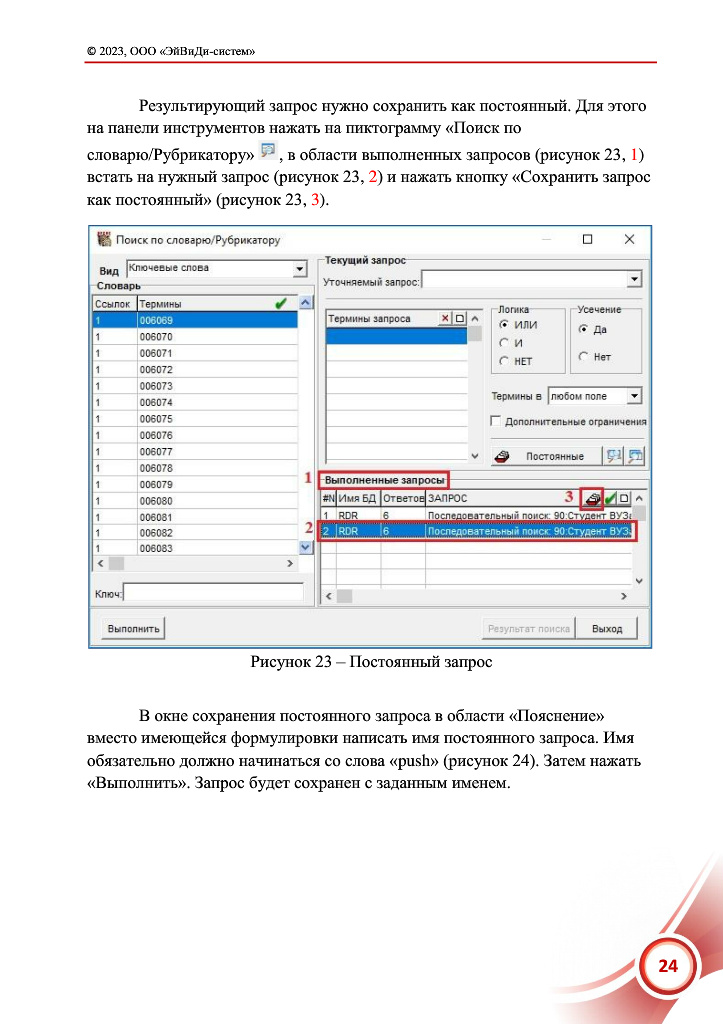 © 2023, ООО «ЭйВиДи-систем»
Результирующий запрос нужно сохранить как постоянный. Для этого
на панели инструментов нажать на пиктограмму «Поиск по
словарю/Рубрикатору» , в области выполненных запросов (рисунок 23, 1)
встать на нужный запрос (рисунок 23, 2) и нажать кнопку «Сохранить запрос
как постоянный» (рисунок 23, 3).
Поиск по словарю/Рубрикатору
Вид Ключевые слова
Словарь
Ссылок Термины
1 006069
1 006070
1 006071
1 006072
1 006073
1 006074
1 006075
1 006076
1 006077
1 006078
1 006079
1 006080
1 006081
1 006082
1 006083
Ключ:
Выполнить
Текущий запрос
Уточняемый запрос:
Термины запроса
Логика
ИЛИ
И
НЕТ
Усечение
Да
Нет
Термины в любом поле
Дополнительные ограничения
Постоянные
1 Выполненные запросы
#N Имя БД Ответов ЗАПРОС 3
1 RDR 6 Последовательный поиск: 90:Студент ВУЗа
2 2 RDR 6 Последовательный поиск: 90:Студент ВУЗа
Результат поиска Выход
Рисунок 23 – Постоянный запрос
В окне сохранения постоянного запроса в области «Пояснение»
вместо имеющейся формулировки написать имя постоянного запроса. Имя
обязательно должно начинаться со слова «push» (рисунок 24). Затем нажать
«Выполнить». Запрос будет сохранен с заданным именем.
24